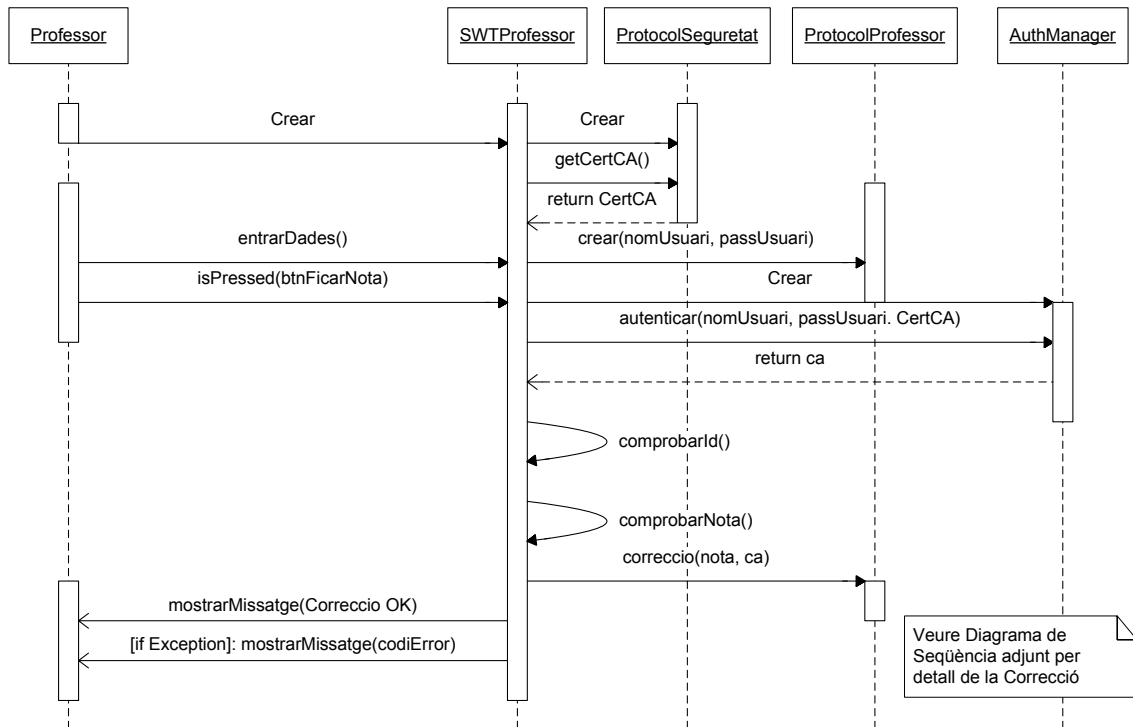 Professor
SWTProfessor
ProtocolSeguretat
ProtocolProfessor
AuthManager
Crear
Crear
getCertCA()
return CertCA
entrarDades()
crear(nomUsuari, passUsuari)
isPressed(btnFicarNota)
Crear
autenticar(nomUsuari, passUsuari. CertCA)
return ca
comprobarId()
comprobarNota()
correccio(nota, ca)
mostrarMissatge(Correccio OK)
[if Exception]: mostrarMissatge(codiError)
Veure Diagrama de
Seqüència adjunt per
detall de la Correcció